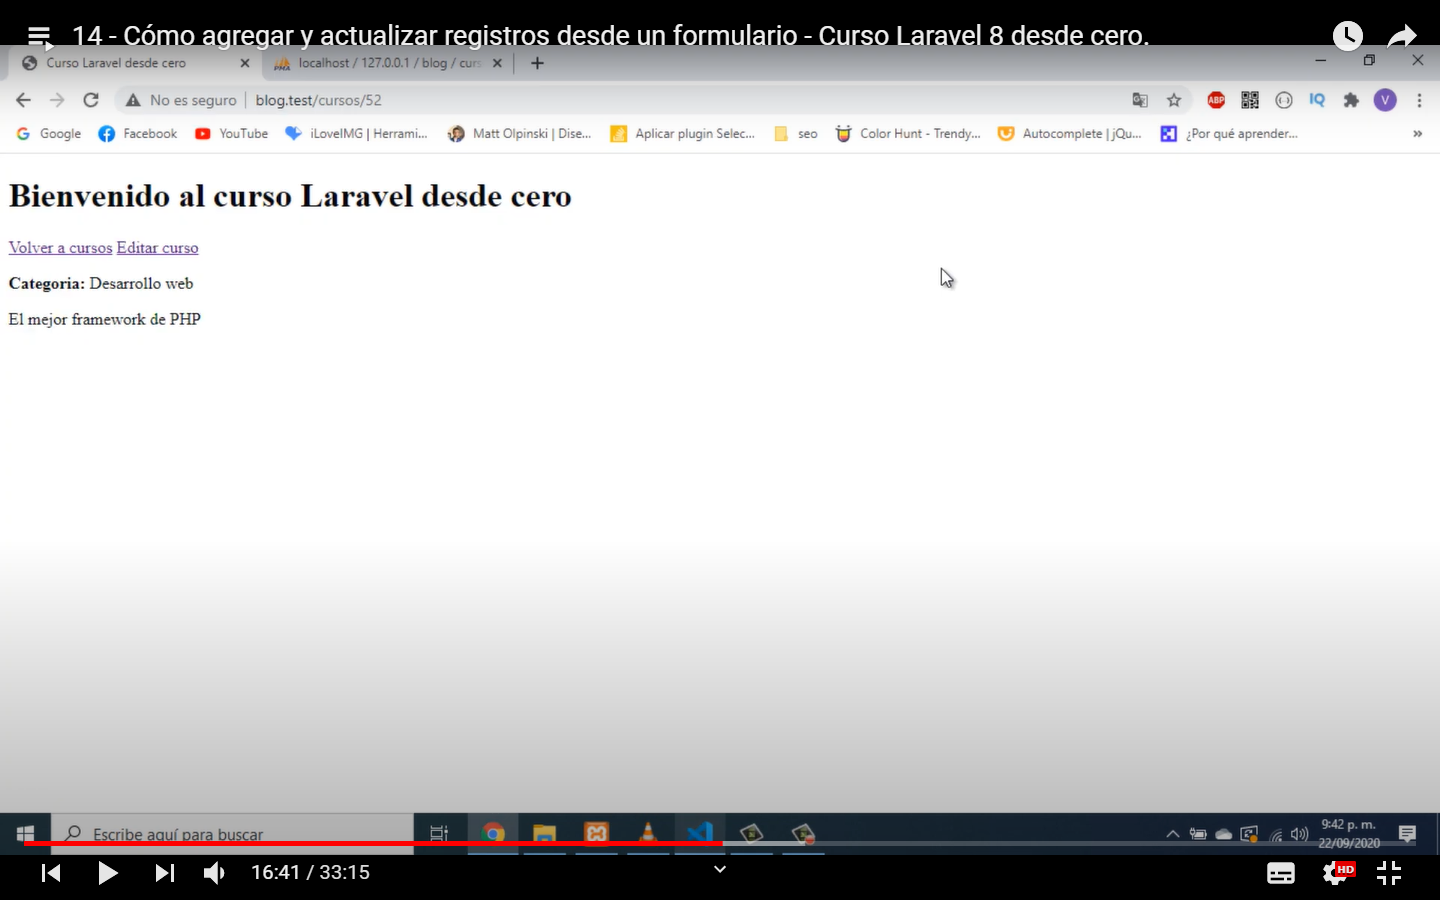 14 - Cómo agregar y actualizar registros desde un formulario - Curso Laravel 8 desde cero.
Curso Laravel desde cero
localhost / 127.0.0.1 / blog / curs
No es seguro
blog.test/cursos/52
ABP
IQ
V
Google
Facebook
YouTube
iLoveIMG | Herrami...
Matt Olpinski | Dise...
Aplicar plugin Selec...
seo
Color Hunt - Trendy...
Autocomplete | jQu...
¿Por qué aprender...
»
Bienvenido al curso Laravel desde cero
Volver a cursos Editar curso
Categoria: Desarrollo web
El mejor framework de PHP
Escribe aquí para buscar
9:42 p. m.
22/09/2020
16:41 / 33:15
HD